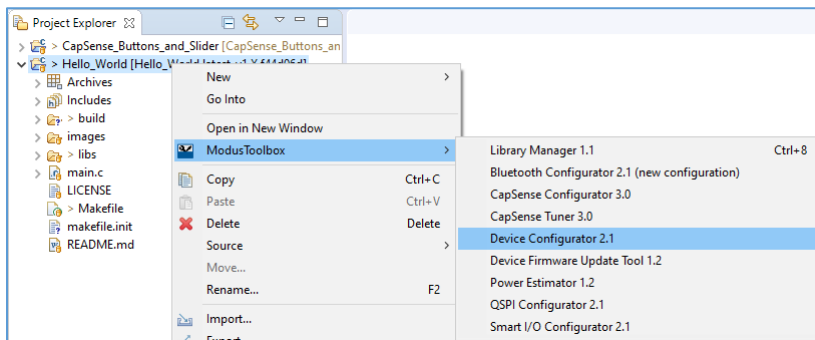 Project Explorer
> CapSense_Buttons_and_Slider [CapSense_Buttons_an
> Hello_World [Hello_World
Archives
Includes
> build
images
> libs
main.c
LICENSE
> Makefile
makefile.init
README.md
New
Go Into
Open in New Window
ModusToolbox
Copy Ctrl+C
Paste Ctrl+V
Delete Delete
Source
Move...
Rename... F2
Import...
Library Manager 1.1 Ctrl+8
Bluetooth Configurator 2.1 (new configuration)
CapSense Configurator 3.0
CapSense Tuner 3.0
Device Configurator 2.1
Device Firmware Update Tool 1.2
Power Estimator 1.2
QSPI Configurator 2.1
Smart I/O Configurator 2.1